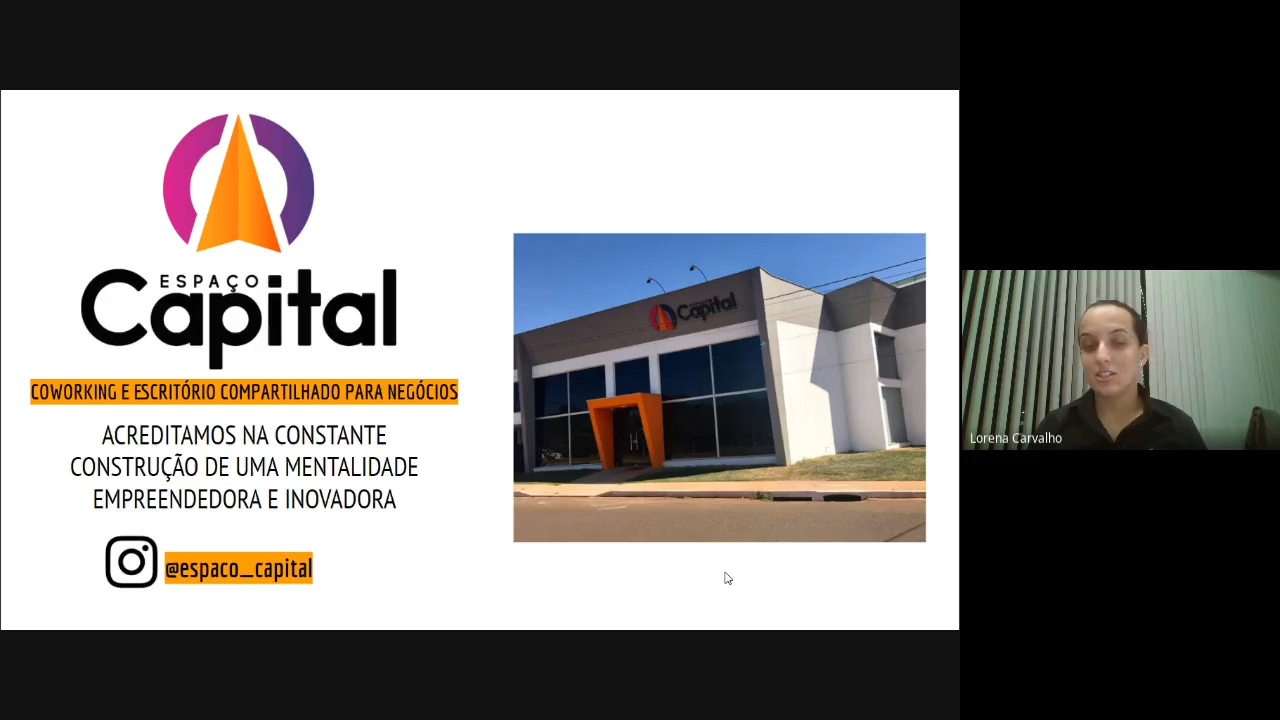 ESPAÇO
Capital
COWORKING E ESCRITÓRIO COMPARTILHADO PARA NEGÓCIOS
ACREDITAMOS NA CONSTANTE
CONSTRUÇÃO DE UMA MENTALIDADE
EMPREENDEDORA E INOVADORA
@espaco_capital
Capital
Lorena Carvalho